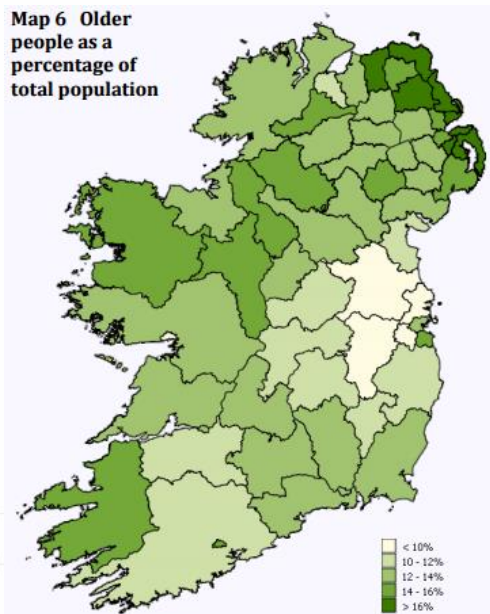 Map 6 Older
people as a
percentage of
total population
< 10%
10 - 12%
12 - 14%
14 - 16%
> 16%